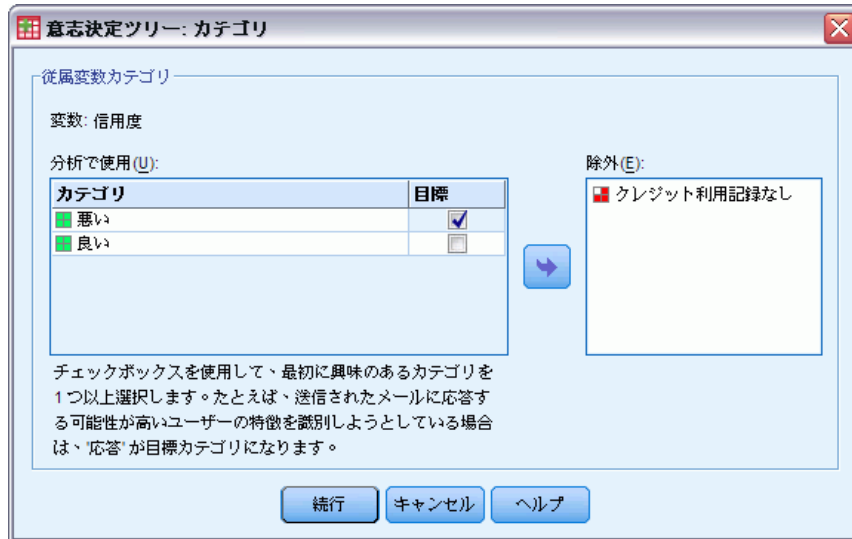 意志決定ツリー: カテゴリ
従属変数カテゴリ
変数: 信用度
分析で使用(U):
カテゴリ 目標
悪い
良い
除外(E):
クレジット利用記録なし
チェックボックスを使用して、最初に興味のあるカテゴリを
1つ以上選択します。たとえば、送信されたメールに応答す
る可能性が高いユーザーの特徴を識別しようとしている場合
は、'応答' が目標カテゴリになります。
続行 キャンセル ヘルプ